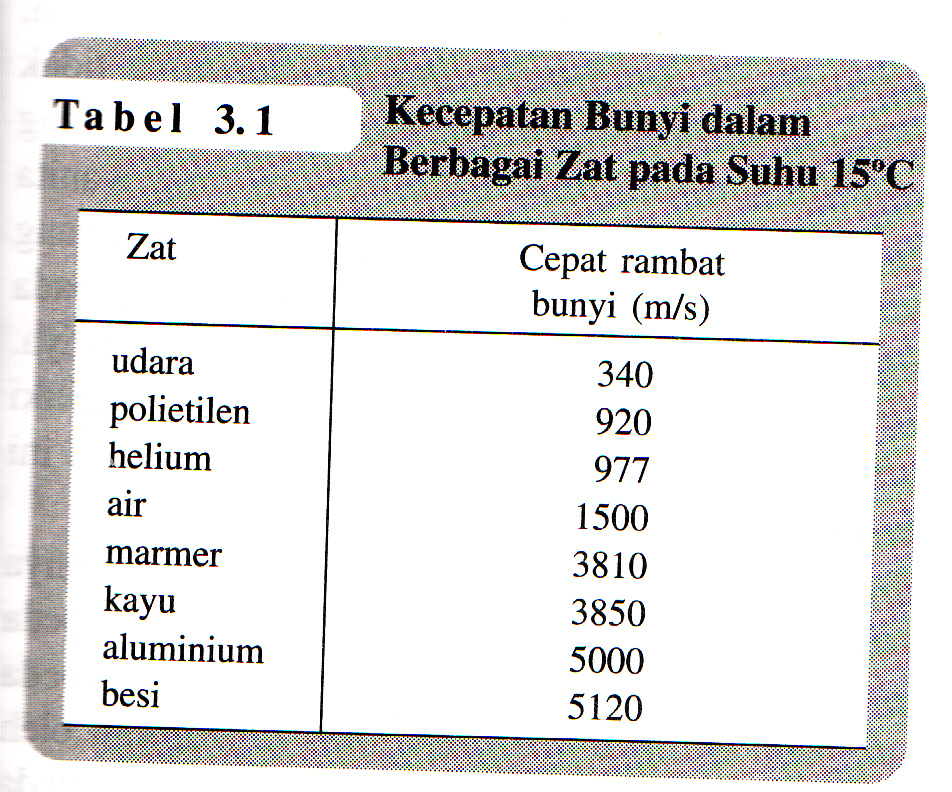 Tabel 3.1
Kecepatan Bunyi dalam
Berbagai Zat pada Suhu 15°C
Zat
Cepat rambat
bunyi (m/s)
udara 340
polietilen 920
helium 977
air 1500
marmer 3810
kayu 3850
aluminium 5000
besi 5120